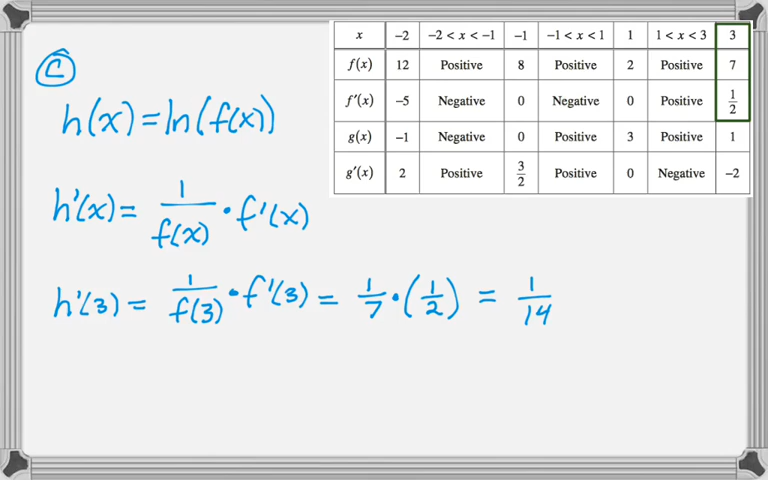 C
h(x) = ln(f(x))
h'(x) = 1/f(x) · f'(x)
h'(3) = 1/f(3) · f'(3) = 1/7 · (1/2) = 1/14
x −2 −2 < x < −1 −1 −1 < x < 1 1 1 < x < 3 3
f(x) 12 Positive 8 Positive 2 Positive 7
f′(x) −5 Negative 0 Negative 0 Positive 1/2
g(x) −1 Negative 0 Positive 3 Positive 1
g′(x) 2 Positive 3/2 Positive 0 Negative −2